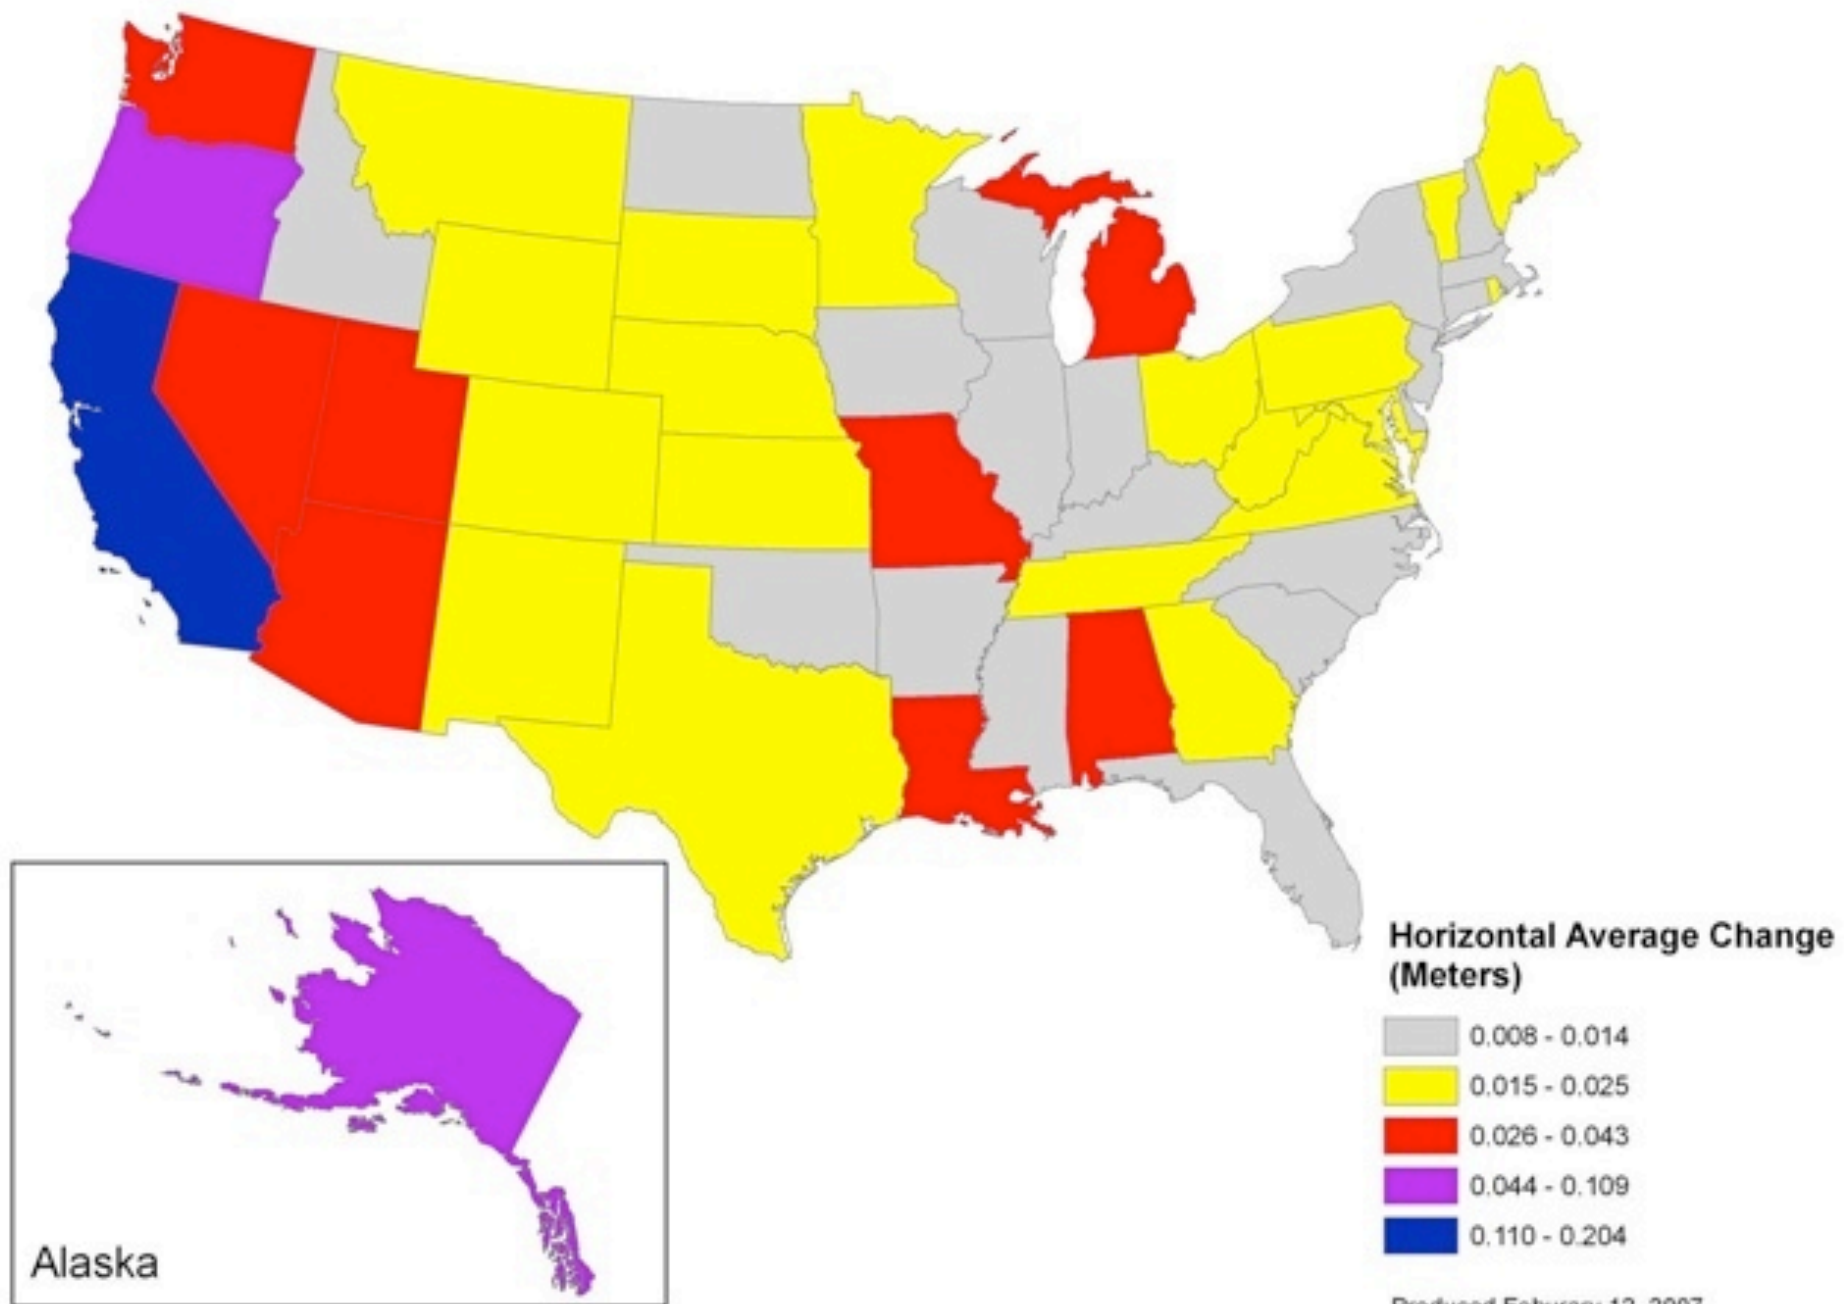 Alaska
Horizontal Average Change
(Meters)
0.008 - 0.014
0.015 - 0.025
0.026 - 0.043
0.044 - 0.109
0.110 - 0.204